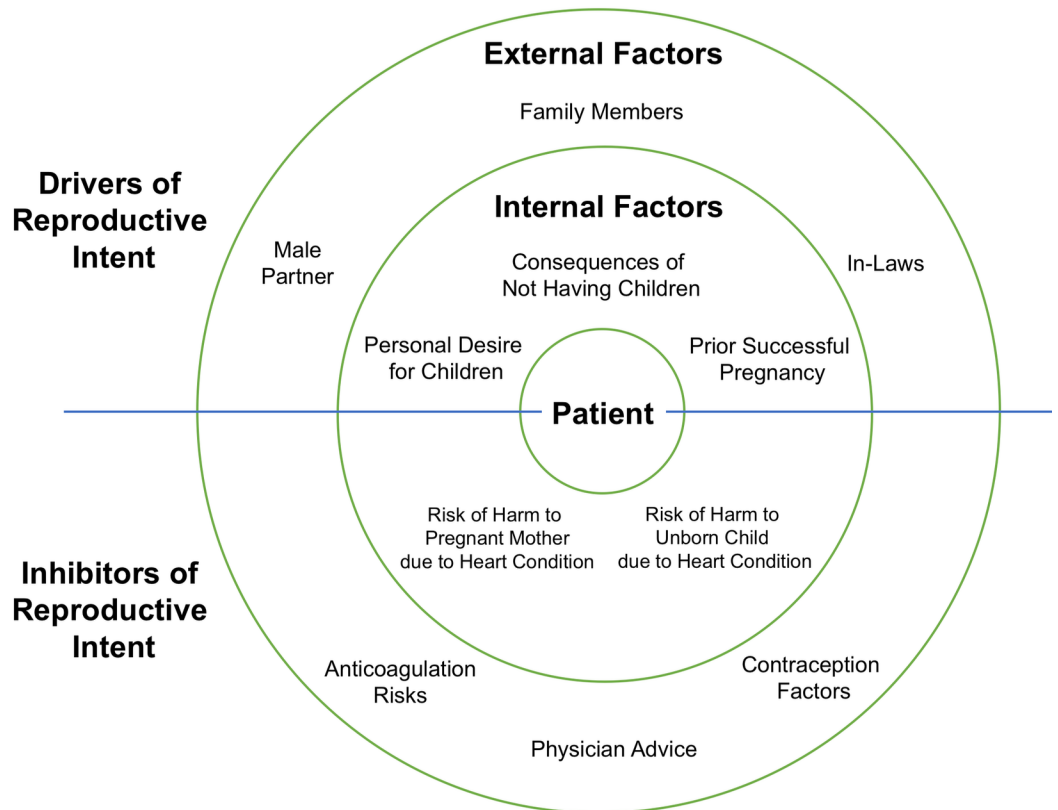 External Factors
Family Members
Drivers of
Reproductive
Intent
Internal Factors
Male
Partner
Consequences of
Not Having Children
In-Laws
Personal Desire
for Children
Prior Successful
Pregnancy
Patient
Risk of Harm to
Pregnant Mother
due to Heart Condition
Risk of Harm to
Unborn Child
due to Heart Condition
Inhibitors of
Reproductive
Intent
Anticoagulation
Risks
Contraception
Factors
Physician Advice